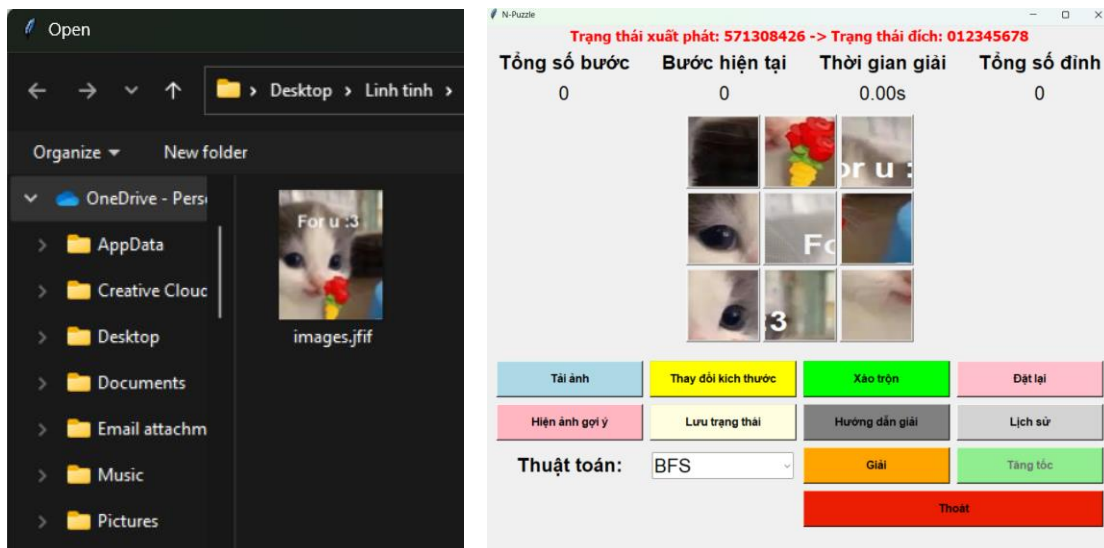 Open
Desktop > Linh tinh >
Organize
New folder
OneDrive - Pers
AppData
Creative Clouc
Desktop
Documents
Email attachm
Music
Pictures
For u :3
images.jfif
N-Puzzle
Trạng thái xuất phát: 571308426 -> Trạng thái đích: 012345678
Tổng số bước
Bước hiện tại
Thời gian giải
Tổng số đỉnh
0
0
0.00s
0
or u :
Fo
:3
Tải ảnh
Thay đổi kích thước
Xáo trộn
Đặt lại
Hiện ảnh gợi ý
Lưu trạng thái
Hướng dẫn giải
Lịch sử
Thuật toán:
BFS
Giải
Tăng tốc
Thoát